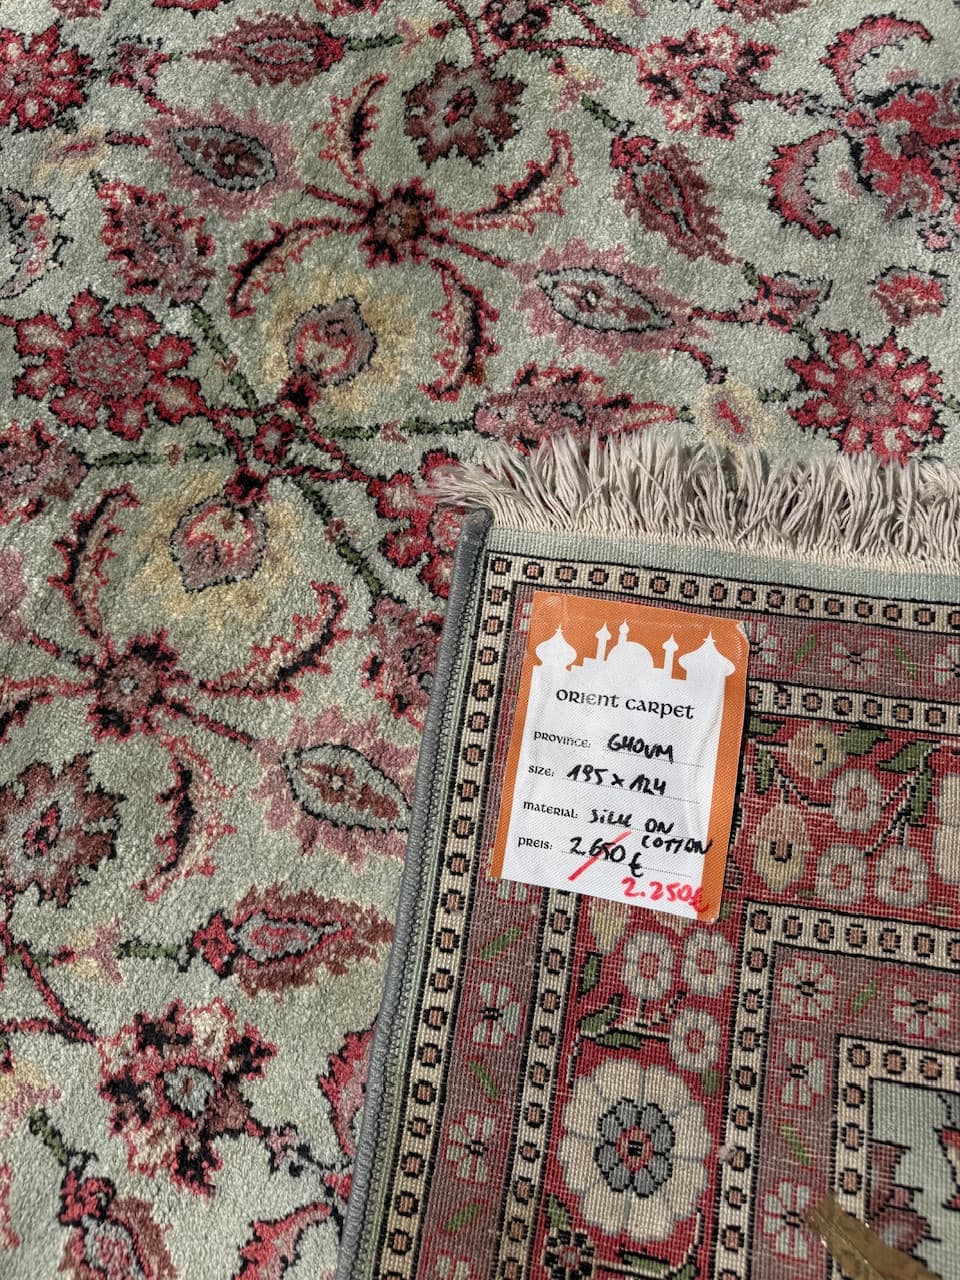 ORIENT CARPET
PROVINCE: GHOUM
SIZE: 195 x 124
MATERIAL: SILK ON
COTTON
PREIS: 2.650 €
2.250€